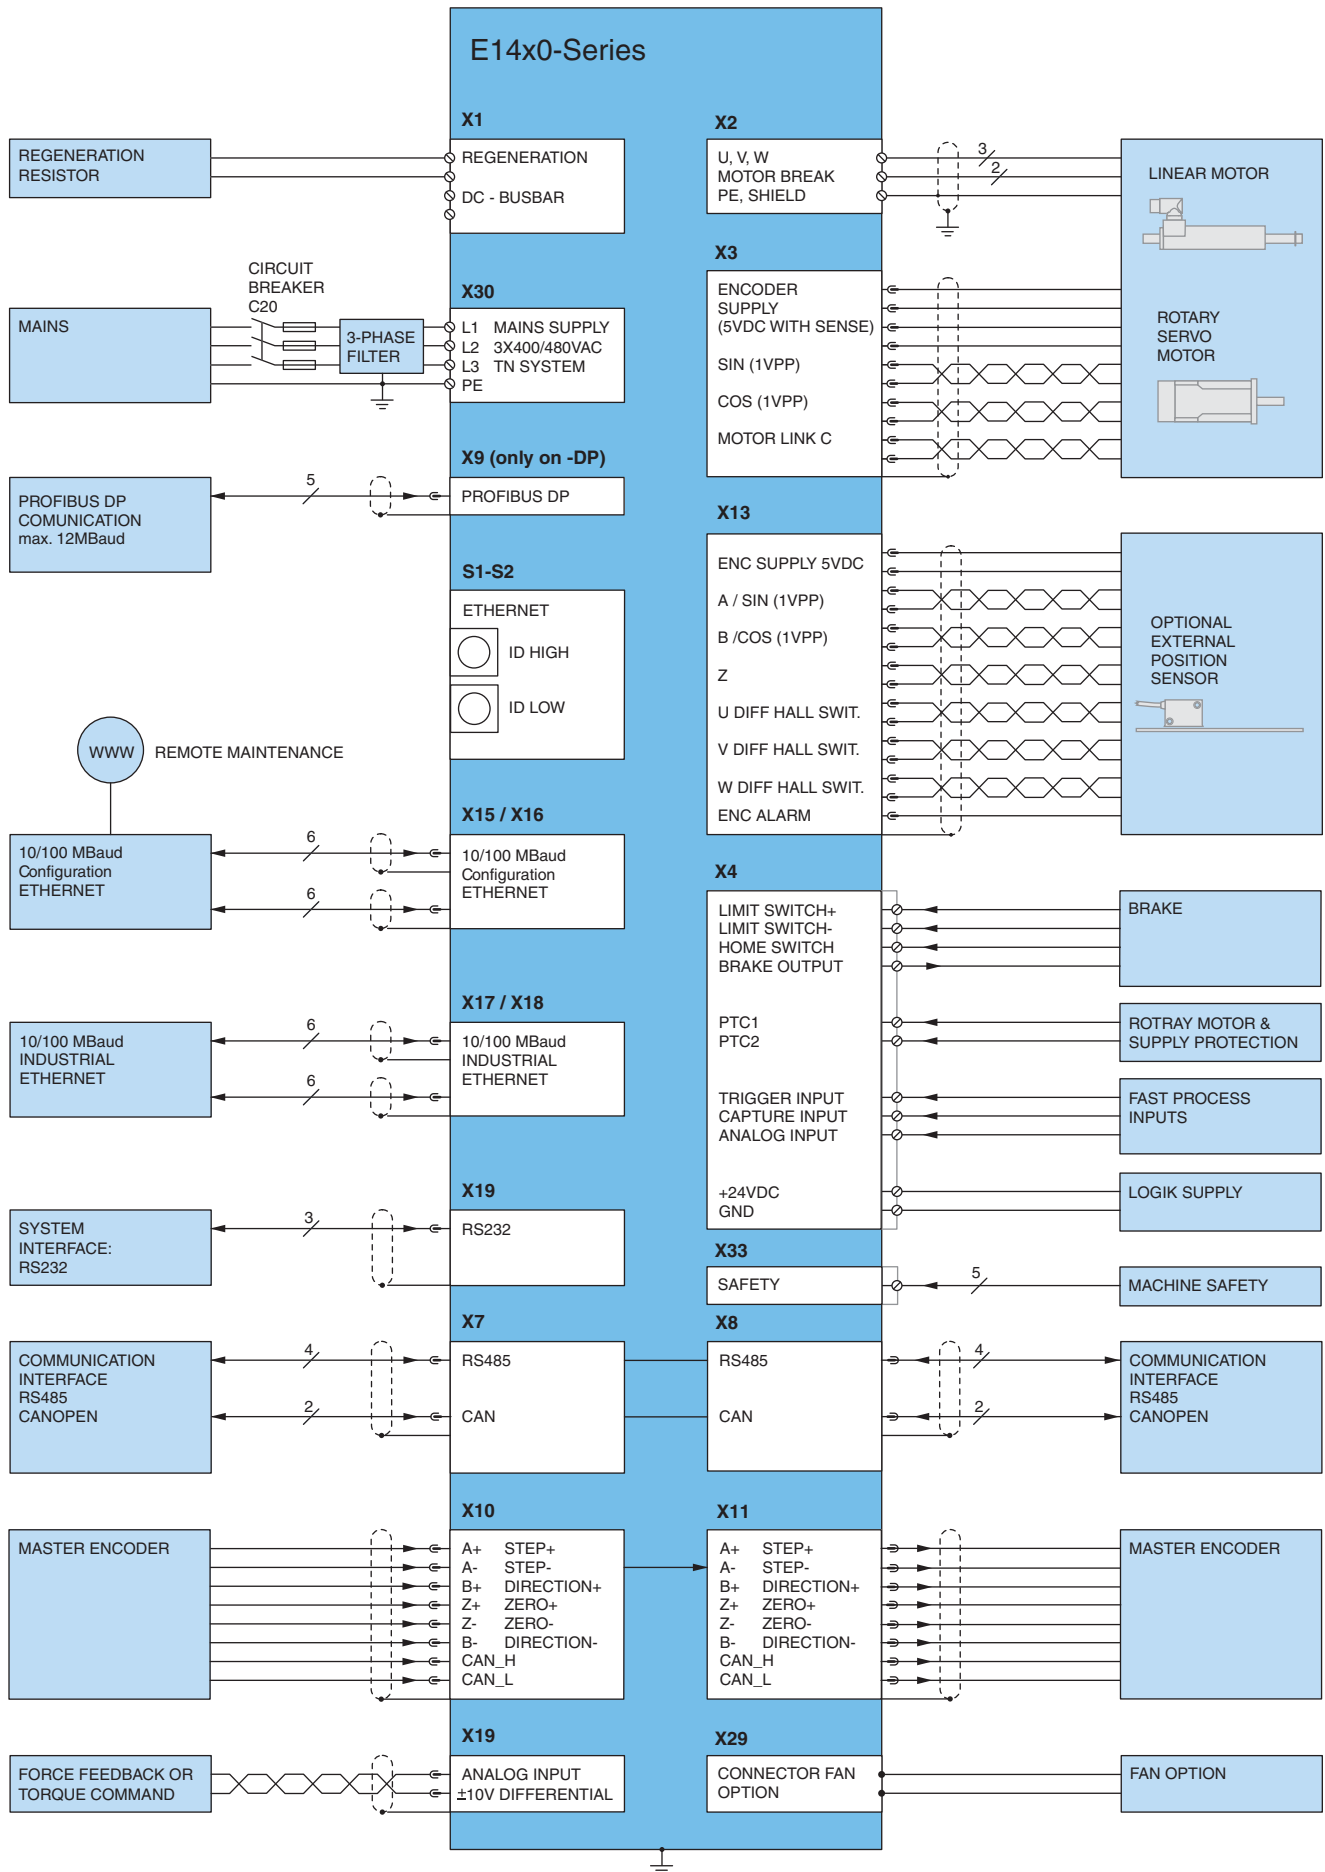 E14x0-Series
X1
REGENERATION
RESISTOR
REGENERATION
DC - BUSBAR
X2
U, V, W
MOTOR BREAK
PE, SHIELD
3
2
LINEAR MOTOR
ROTARY
SERVO
MOTOR
X3
ENCODER
SUPPLY
(5VDC WITH SENSE)
SIN (1VPP)
COS (1VPP)
MOTOR LINK C
CIRCUIT
BREAKER
C20
MAINS
3-PHASE
FILTER
X30
L1 MAINS SUPPLY
L2 3X400/480VAC
L3 TN SYSTEM
PE
X9 (only on -DP)
PROFIBUS DP
COMUNICATION
max. 12MBaud
5
PROFIBUS DP
X13
ENC SUPPLY 5VDC
A / SIN (1VPP)
B /COS (1VPP)
Z
U DIFF HALL SWIT.
V DIFF HALL SWIT.
W DIFF HALL SWIT.
ENC ALARM
OPTIONAL
EXTERNAL
POSITION
SENSOR
S1-S2
ETHERNET
ID HIGH
ID LOW
WWW
REMOTE MAINTENANCE
X15 / X16
10/100 MBaud
Configuration
ETHERNET
6
6
10/100 MBaud
Configuration
ETHERNET
X4
LIMIT SWITCH+
LIMIT SWITCH-
HOME SWITCH
BRAKE OUTPUT
BRAKE
PTC1
PTC2
ROTRAY MOTOR &
SUPPLY PROTECTION
TRIGGER INPUT
CAPTURE INPUT
ANALOG INPUT
FAST PROCESS
INPUTS
+24VDC
GND
LOGIK SUPPLY
X17 / X18
10/100 MBaud
INDUSTRIAL
ETHERNET
6
6
10/100 MBaud
INDUSTRIAL
ETHERNET
X19
SYSTEM
INTERFACE:
RS232
3
RS232
X33
SAFETY
5
MACHINE SAFETY
X7
COMMUNICATION
INTERFACE
RS485
CANOPEN
4
2
RS485
CAN
X8
RS485
CAN
4
2
COMMUNICATION
INTERFACE
RS485
CANOPEN
X10
MASTER ENCODER
A+ STEP+
A- STEP-
B+ DIRECTION+
Z+ ZERO+
Z- ZERO-
B- DIRECTION-
CAN_H
CAN_L
X11
A+ STEP+
A- STEP-
B+ DIRECTION+
Z+ ZERO+
Z- ZERO-
B- DIRECTION-
CAN_H
CAN_L
MASTER ENCODER
X19
FORCE FEEDBACK OR
TORQUE COMMAND
ANALOG INPUT
±10V DIFFERENTIAL
X29
CONNECTOR FAN
OPTION
FAN OPTION